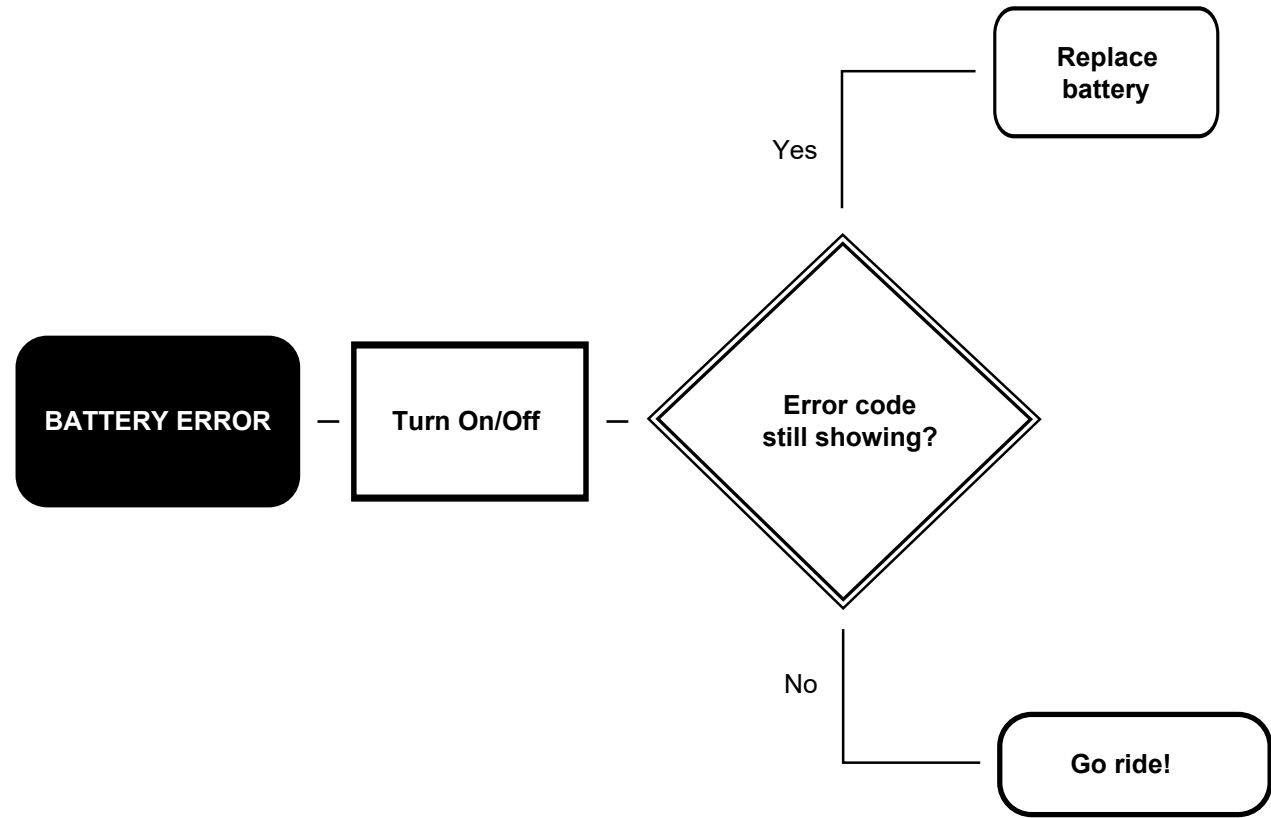 Replace
battery
Yes
BATTERY ERROR
Turn On/Off
Error code
still showing?
No
Go ride!